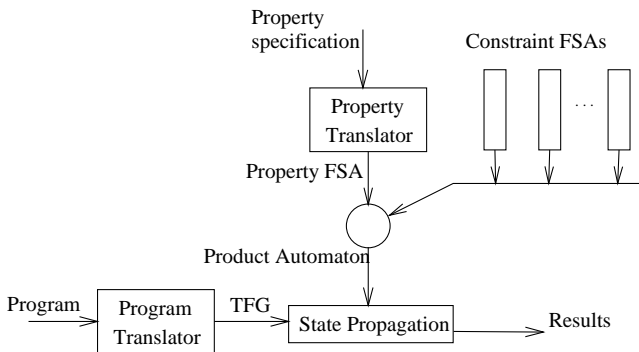 Property
specification
Constraint FSAs
. . .
Property
Translator
Property FSA
Product Automaton
Program
Program
Translator
TFG
State Propagation
Results